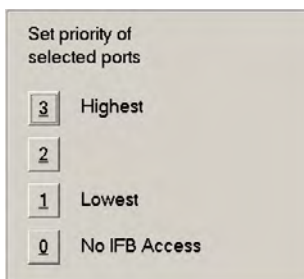 Set priority of
selected ports
3 Highest
2
1 Lowest
0 No IFB Access